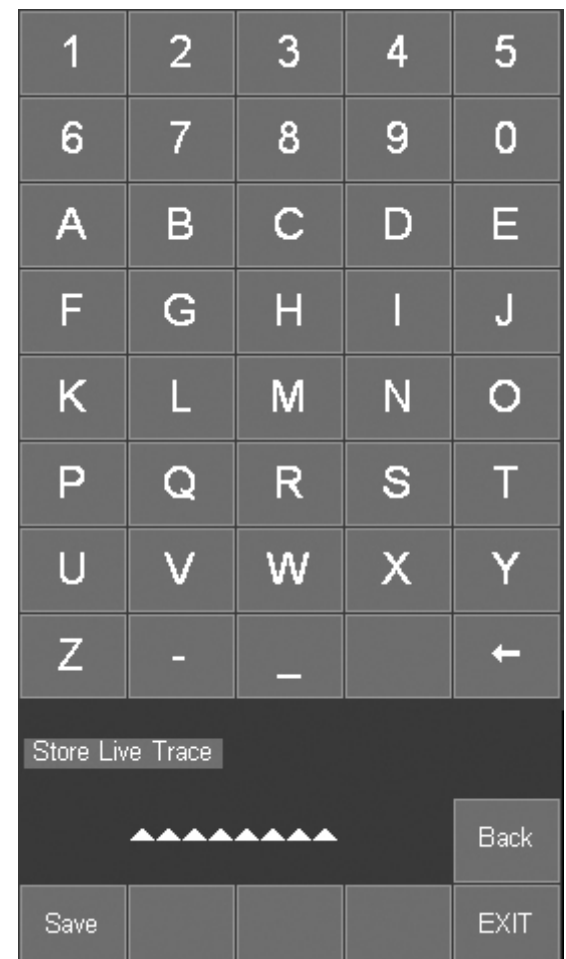 1 2 3 4 5
6 7 8 9 0
A B C D E
F G H I J
K L M N O
P Q R S T
U V W X Y
Z - _ ←
Store Live Trace
Back
Save EXIT